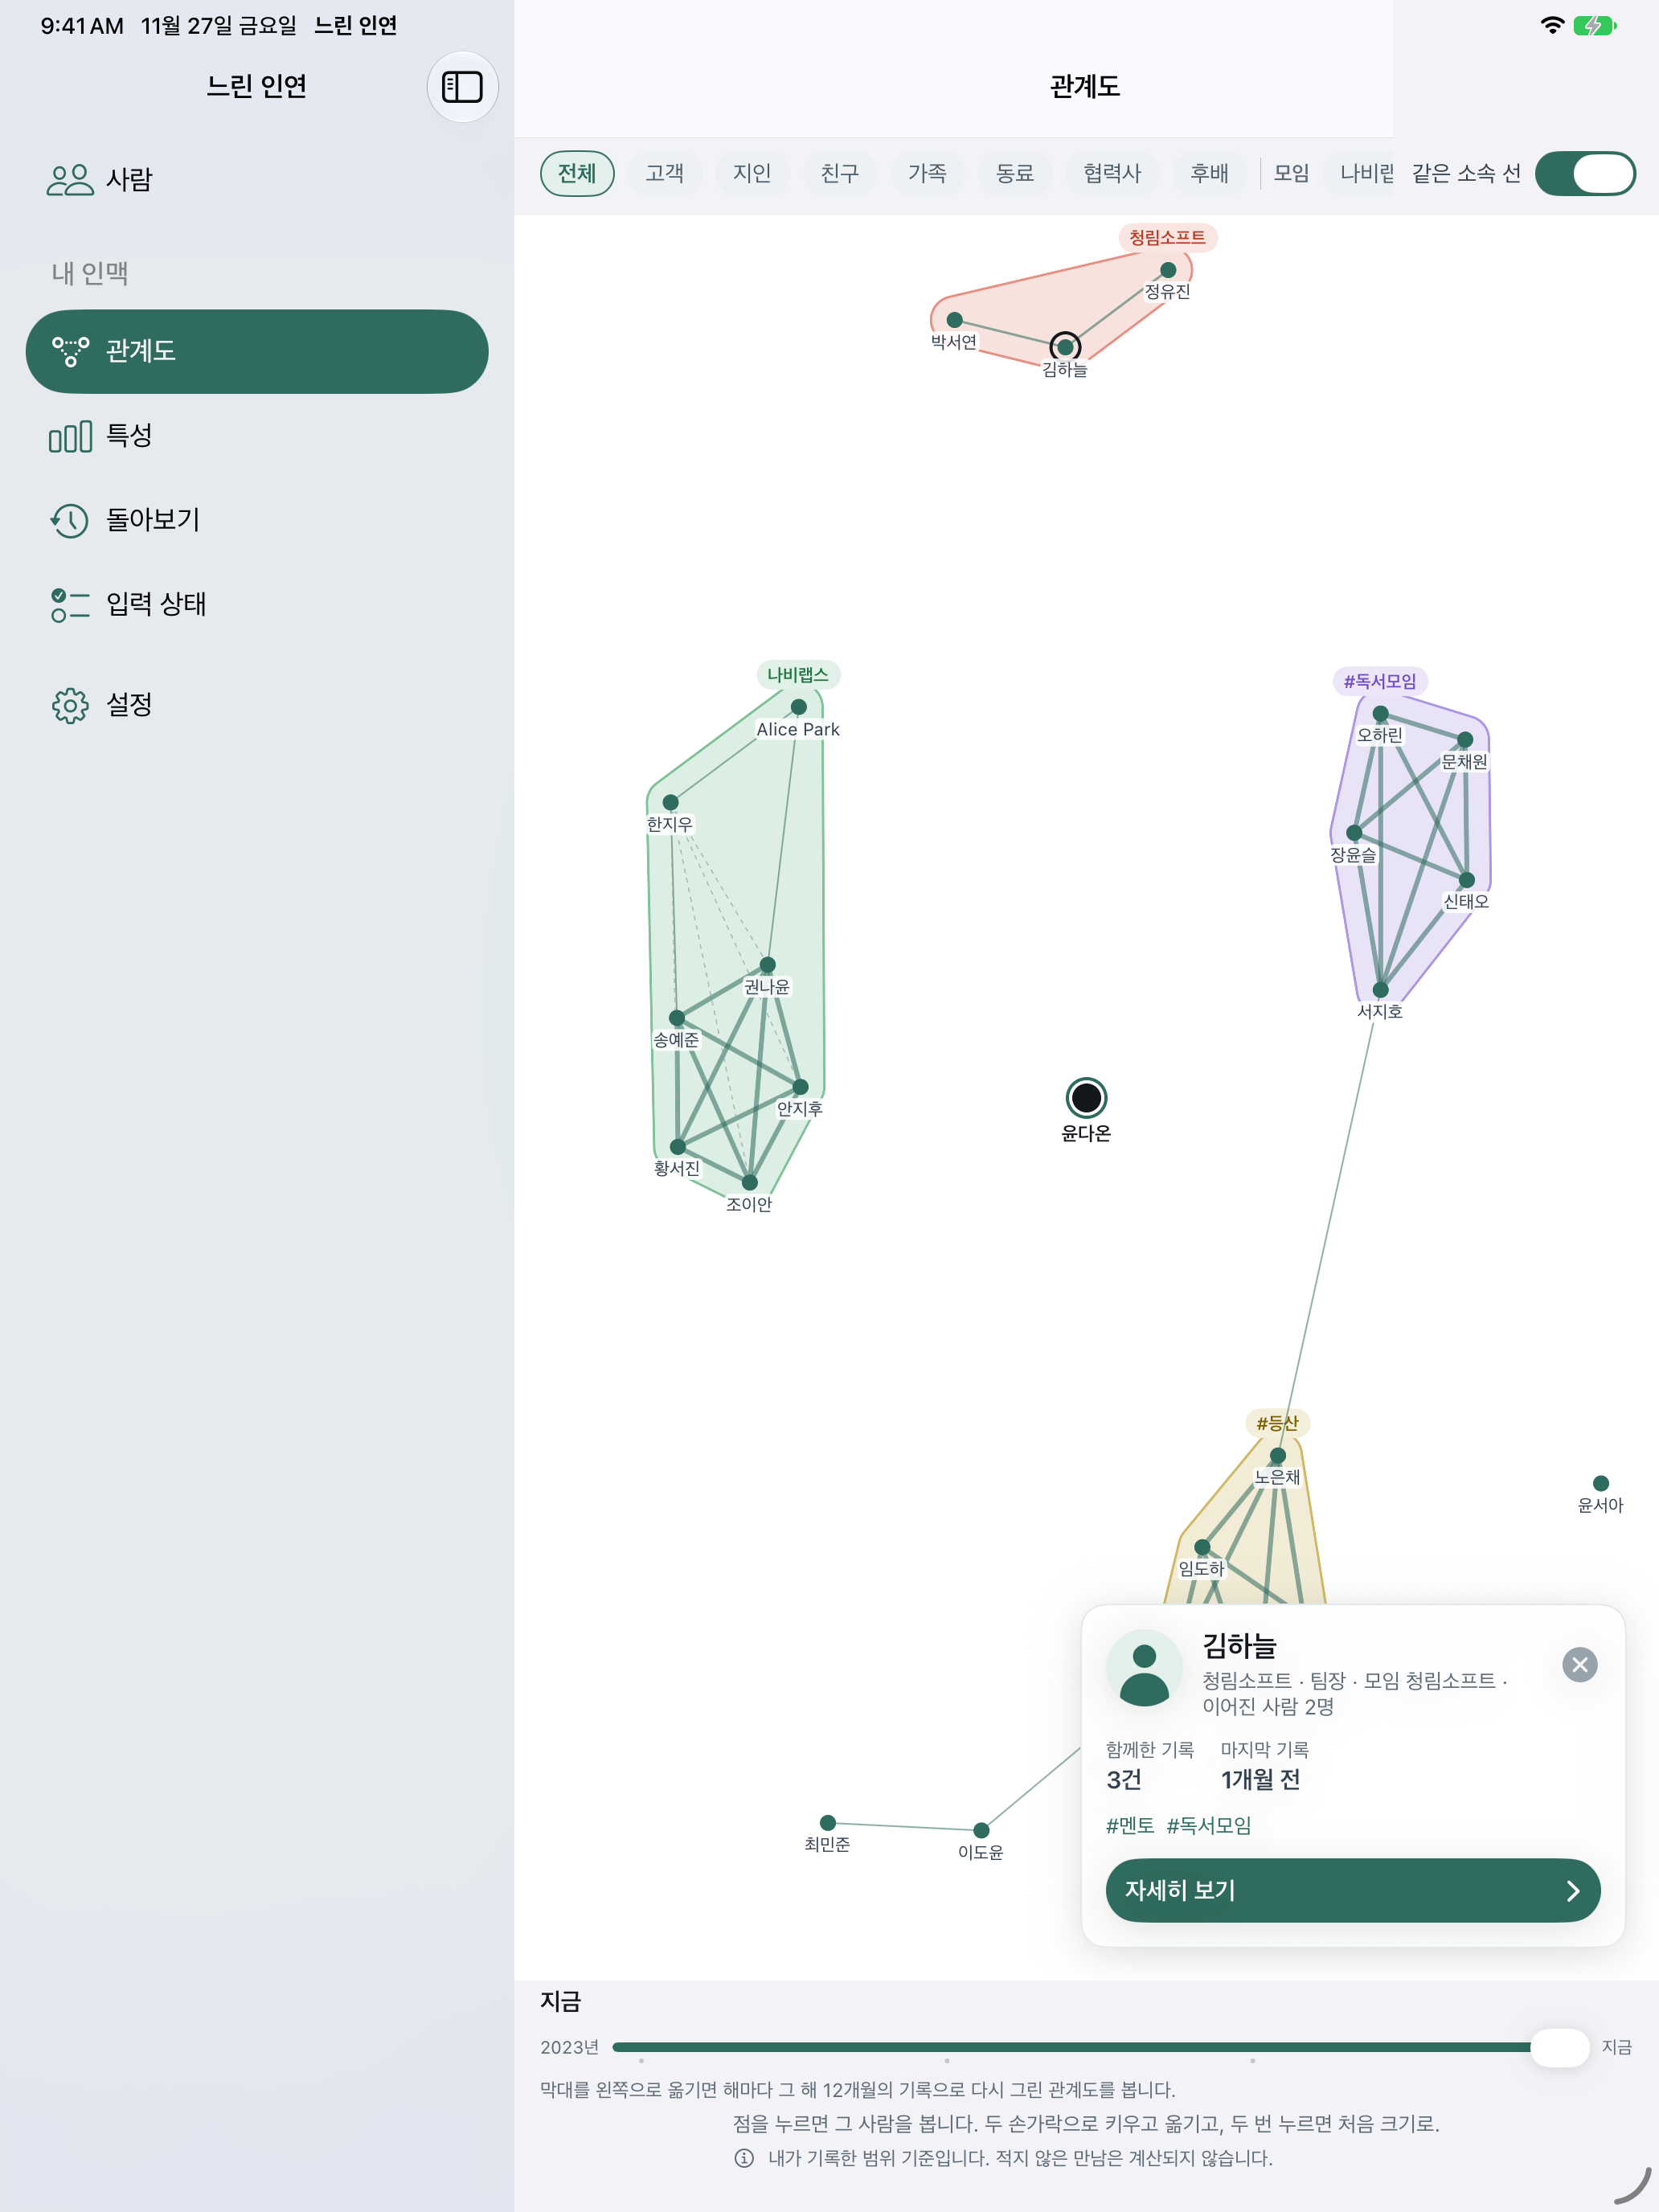 9:41 AM 11월 27일 금요일 느린 인연
느린 인연
사람
내 인맥
관계도
특성
돌아보기
입력 상태
설정
관계도
전체 고객 지인 친구 가족 동료 협력사 후배 모임 같은 소속 선
청림소프트
정유진
박서연
김하늘
나비랩스
Alice Park
한지우
권나윤
송예준
안지후
황서진
조이안
#독서모임
오하린
문채원
장윤슬
신태오
서지호
윤다온
#등산
노은채
윤서아
임도하
최민준
이도윤
김하늘
청림소프트 · 팀장 · 모임 청림소프트 ·
이어진 사람 2명
함께한 기록 마지막 기록
3건 1개월 전
#멘토 #독서모임
자세히 보기
지금
2023년 지금
막대를 왼쪽으로 옮기면 해마다 그 해 12개월의 기록으로 다시 그린 관계도를 봅니다.
점을 누르면 그 사람을 봅니다. 두 손가락으로 키우고 옮기고, 두 번 누르면 처음 크기로.
내가 기록한 범위 기준입니다. 적지 않은 만남은 계산되지 않습니다.